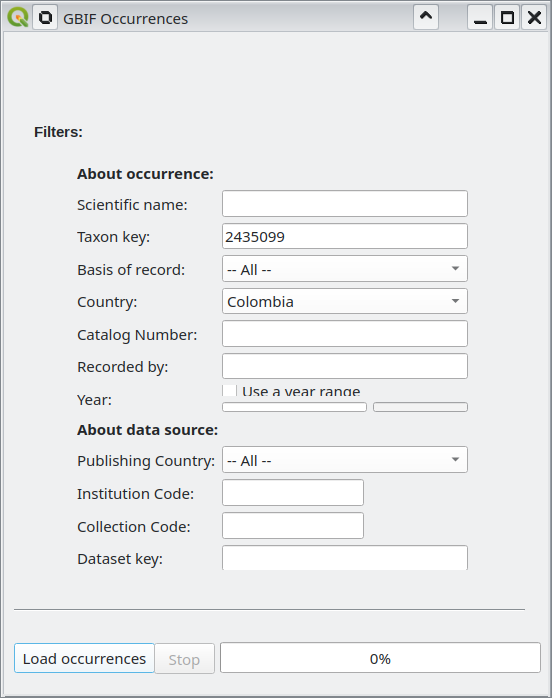 GBIF Occurrences
Filters:
About occurrence:
Scientific name:
Taxon key: 2435099
Basis of record: -- All --
Country: Colombia
Catalog Number:
Recorded by:
Year: Use a year range
About data source:
Publishing Country: -- All --
Institution Code:
Collection Code:
Dataset key:
Load occurrences Stop 0%